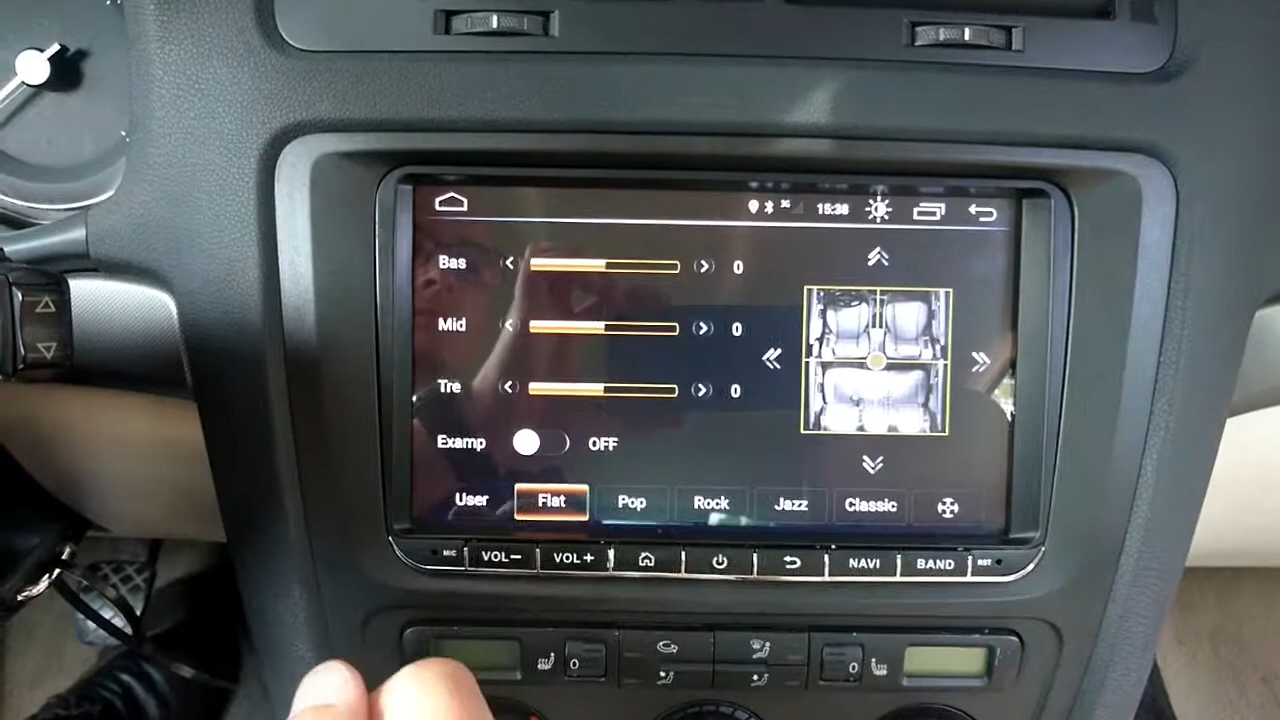 3G 15:38
Bas 0
Mid 0
Tre 0
Examp OFF
User Flat Pop Rock Jazz Classic
MIC VOL− VOL+ NAVI BAND RST
0 0